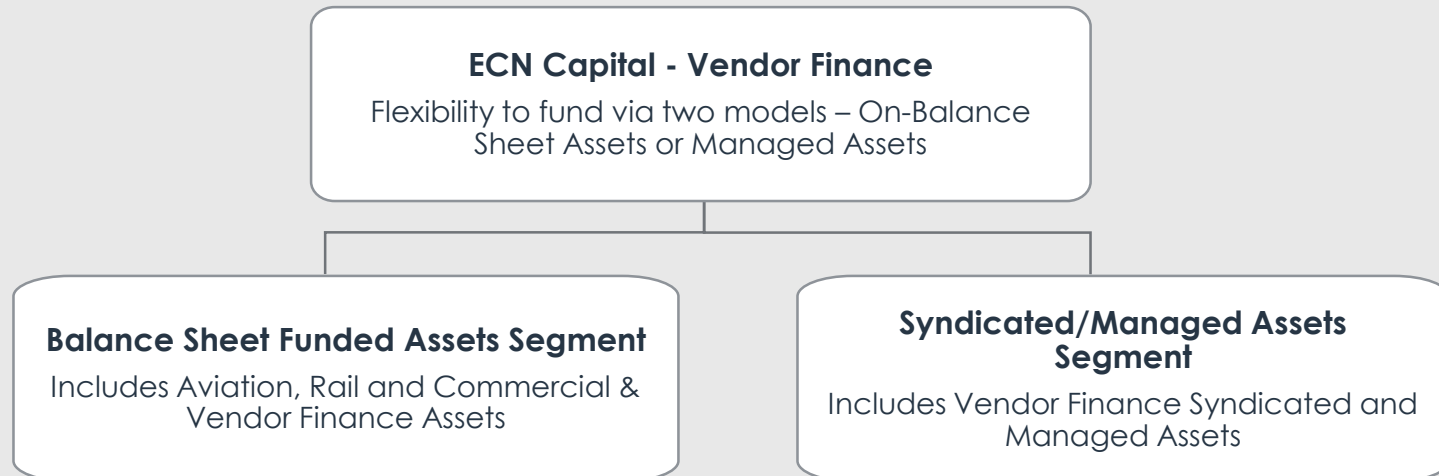 ECN Capital - Vendor Finance
Flexibility to fund via two models – On-Balance
Sheet Assets or Managed Assets
Balance Sheet Funded Assets Segment
Includes Aviation, Rail and Commercial &
Vendor Finance Assets
Syndicated/Managed Assets
Segment
Includes Vendor Finance Syndicated and
Managed Assets